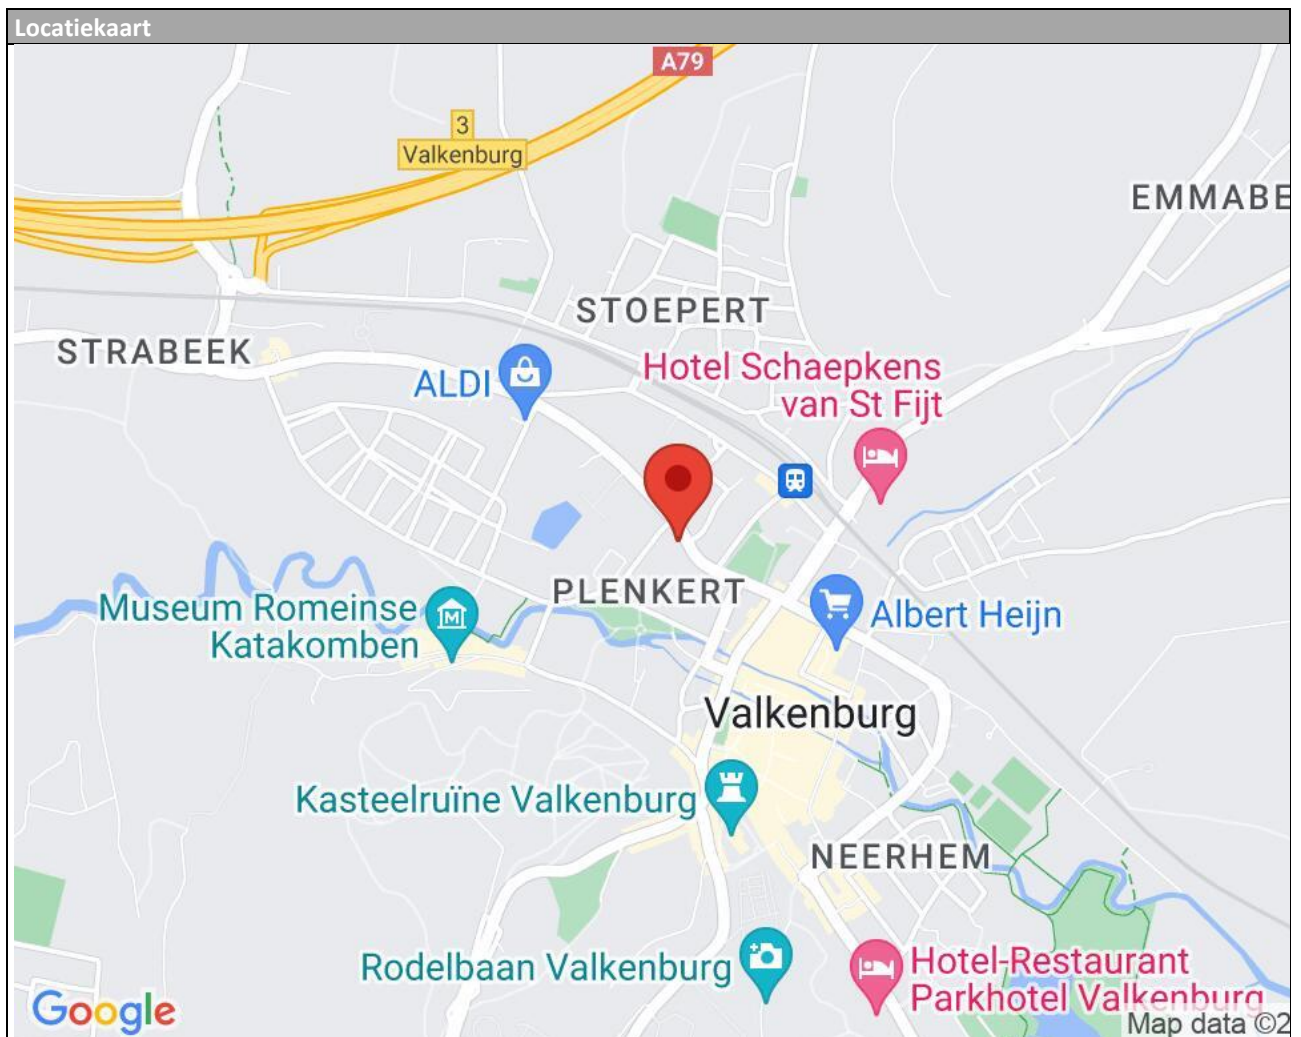 Locatiekaart
A79
3
Valkenburg
EMMABE
STOEPERT
STRABEEK
Hotel Schaepkens
van St Fijt
ALDI
PLENKERT
Museum Romeinse
Katakomben
Albert Heijn
Valkenburg
Kasteelruïne Valkenburg
NEERHEM
Rodelbaan Valkenburg
Hotel-Restaurant
Parkhotel Valkenburg
Google
Map data ©2